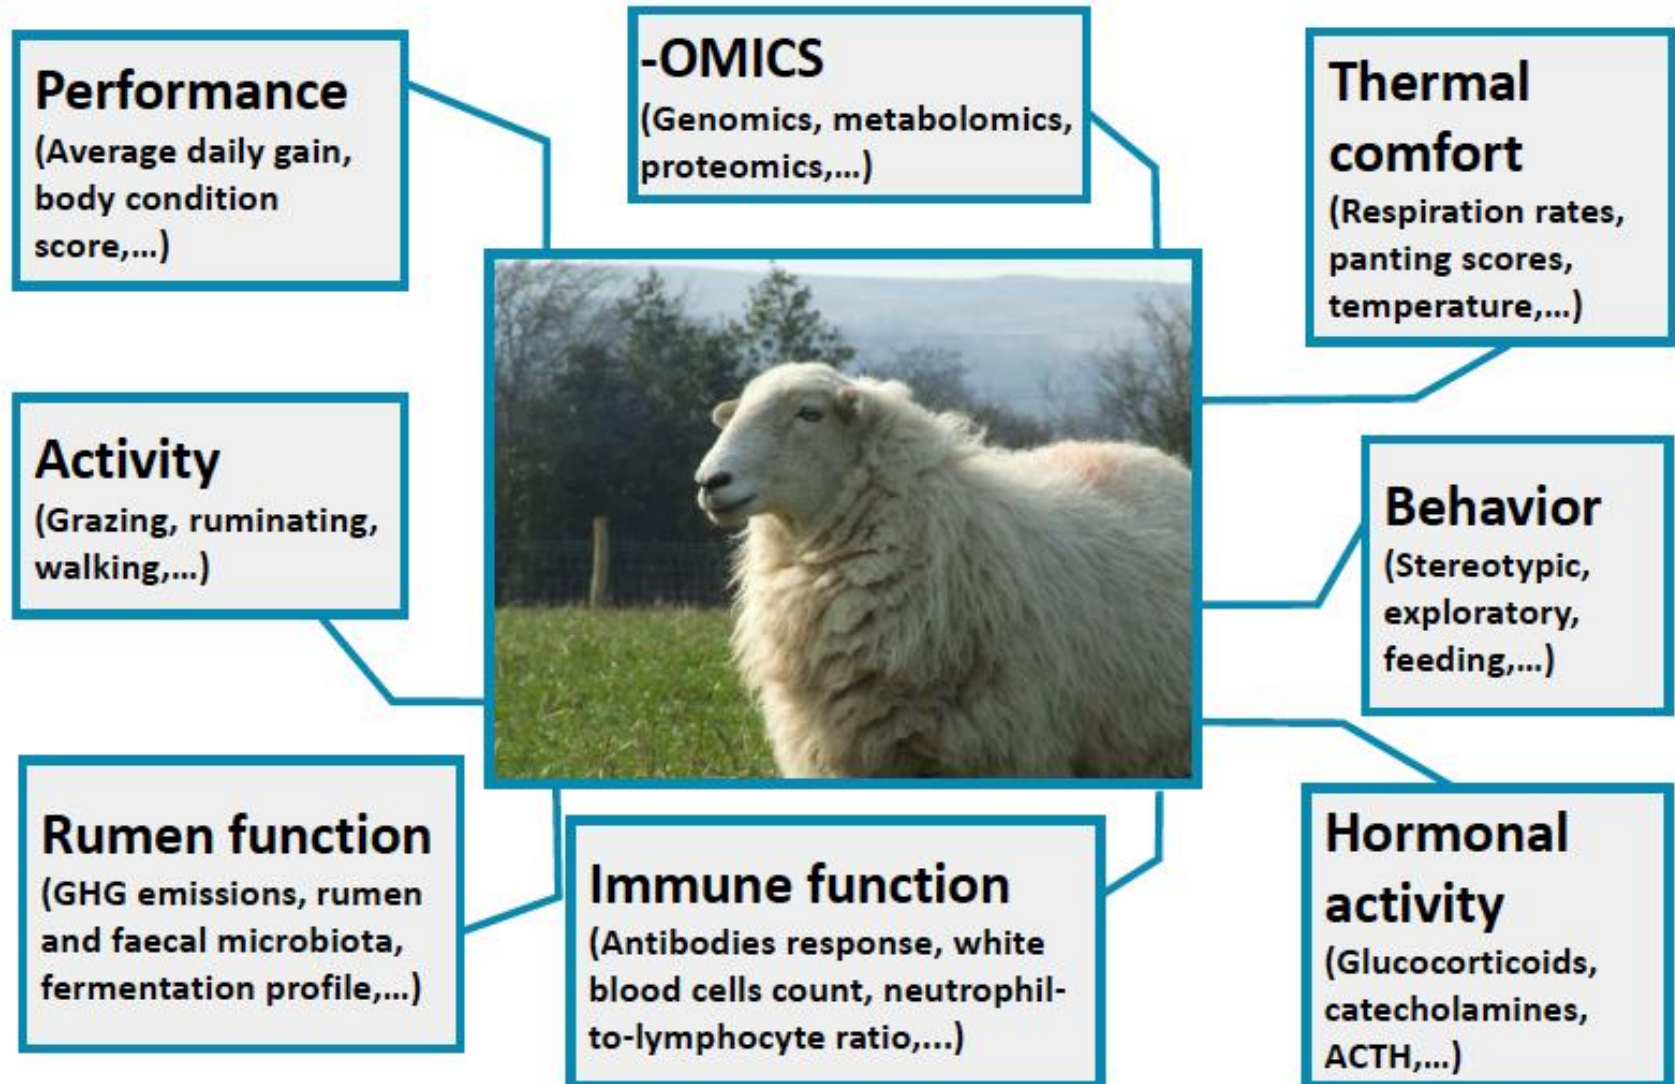 Performance
(Average daily gain,
body condition
score,...)
-OMICS
(Genomics, metabolomics,
proteomics,...)
Thermal
comfort
(Respiration rates,
panting scores,
temperature,...)
Activity
(Grazing, ruminating,
walking,...)
Behavior
(Stereotypic,
exploratory,
feeding,...)
Rumen function
(GHG emissions, rumen
and faecal microbiota,
fermentation profile,...)
Immune function
(Antibodies response, white
blood cells count, neutrophil-
to-lymphocyte ratio,...)
Hormonal
activity
(Glucocorticoids,
catecholamines,
ACTH,...)